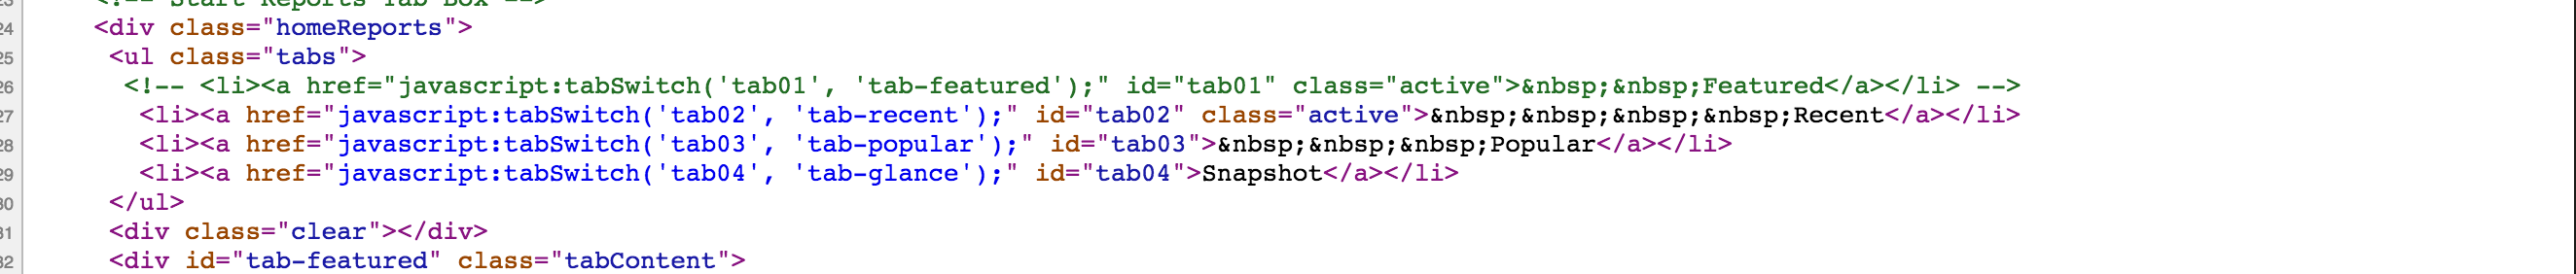 <!-- Start Reports Tab Box -->
24 <div class="homeReports">
25 <ul class="tabs">
26 <!-- <li><a href="javascript:tabSwitch('tab01', 'tab-featured');" id="tab01" class="active">&nbsp;&nbsp;Featured</a></li> -->
27 <li><a href="javascript:tabSwitch('tab02', 'tab-recent');" id="tab02" class="active">&nbsp;&nbsp;&nbsp;&nbsp;Recent</a></li>
28 <li><a href="javascript:tabSwitch('tab03', 'tab-popular');" id="tab03">&nbsp;&nbsp;&nbsp;Popular</a></li>
29 <li><a href="javascript:tabSwitch('tab04', 'tab-glance');" id="tab04">Snapshot</a></li>
30 </ul>
31 <div class="clear"></div>
32 <div id="tab-featured" class="tabContent">